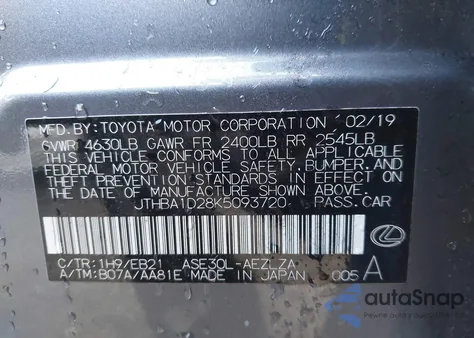 MFD.BY:TOYOTA MOTOR CORPORATION 02/19
GVWR 4630LB GAWR FR 2400LB RR 2545LB
THIS VEHICLE CONFORMS TO ALL APPLICABLE
FEDERAL MOTOR VEHICLE SAFETY, BUMPER, AND
THEFT PREVENTION STANDARDS IN EFFECT ON
THE DATE OF MANUFACTURE SHOWN ABOVE.
JTHBA1D28K5093720 PASS.CAR
C/TR:1H9/EB21 ASE30L-AEZLZA
A/TM:B07A/AA81E MADE IN JAPAN 005 A
autoSnap